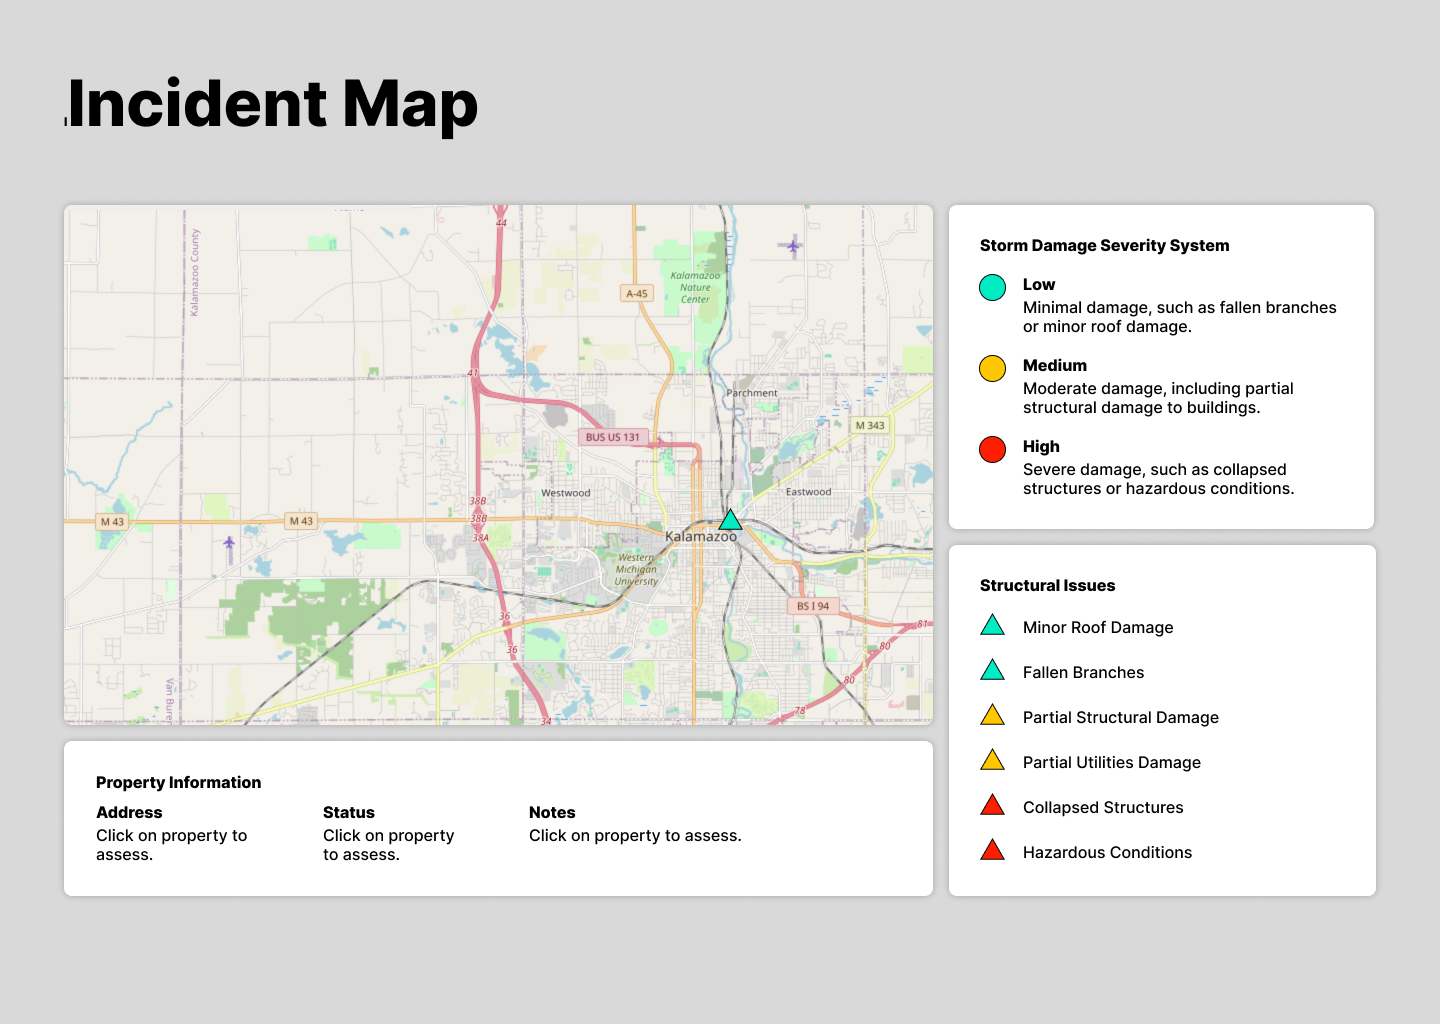 Incident Map
44
Kalamazoo County
A-45
Kalamazoo
Nature
Center
41
Parchment
BUS US 131
M 343
Westwood
Eastwood
38B
M 43
M 43
38B
38A
Kalamazoo
Western
Michigan
University
BS I 94
36
81
36
80
80
Van Bure
78
34
Storm Damage Severity System
Low
Minimal damage, such as fallen branches
or minor roof damage.
Medium
Moderate damage, including partial
structural damage to buildings.
High
Severe damage, such as collapsed
structures or hazardous conditions.
Structural Issues
Minor Roof Damage
Fallen Branches
Partial Structural Damage
Partial Utilities Damage
Collapsed Structures
Hazardous Conditions
Property Information
Address
Click on property to
assess.
Status
Click on property
to assess.
Notes
Click on property to assess.